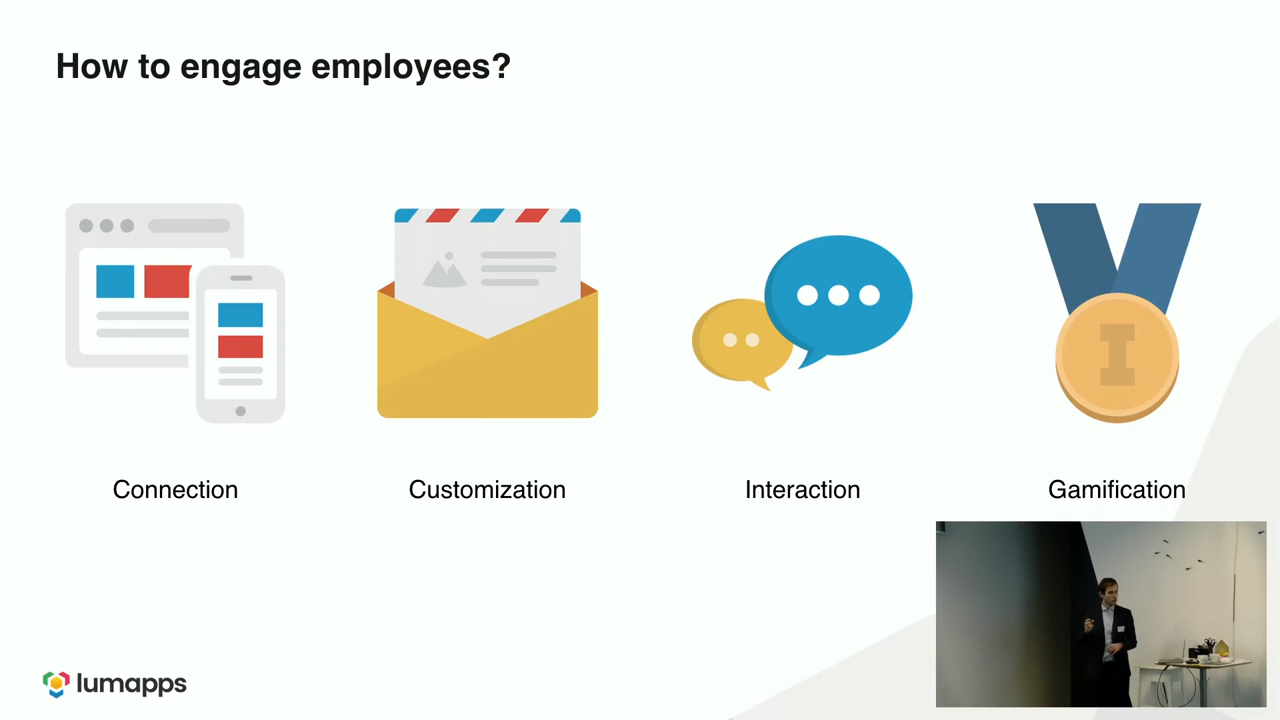 How to engage employees?
Connection
Customization
Interaction
Gamification
lumapps